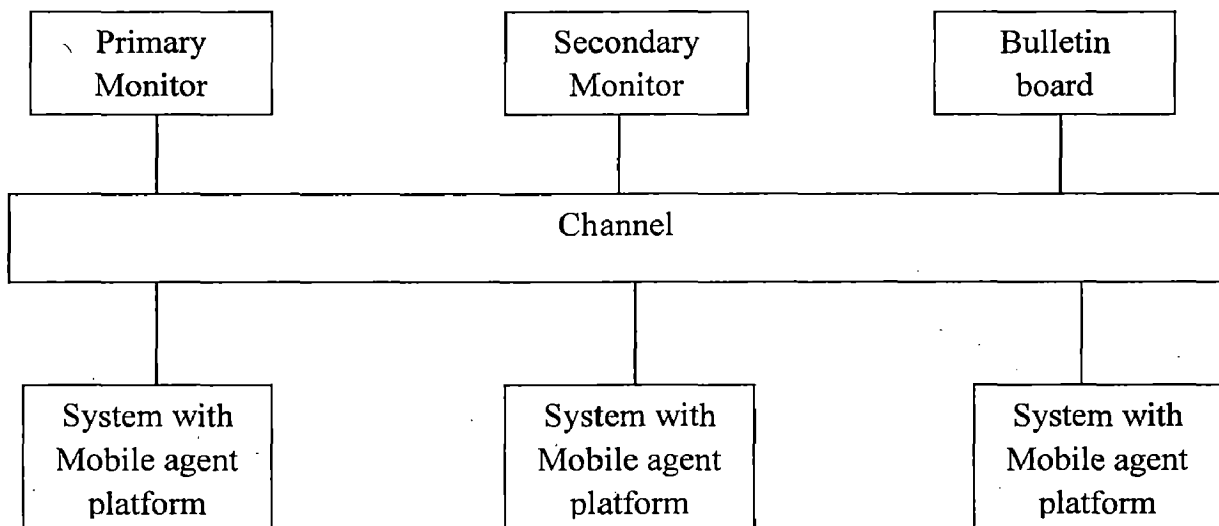 Primary
Monitor
Secondary
Monitor
Bulletin
board
Channel
System with
Mobile agent
platform
System with
Mobile agent
platform
System with
Mobile agent
platform